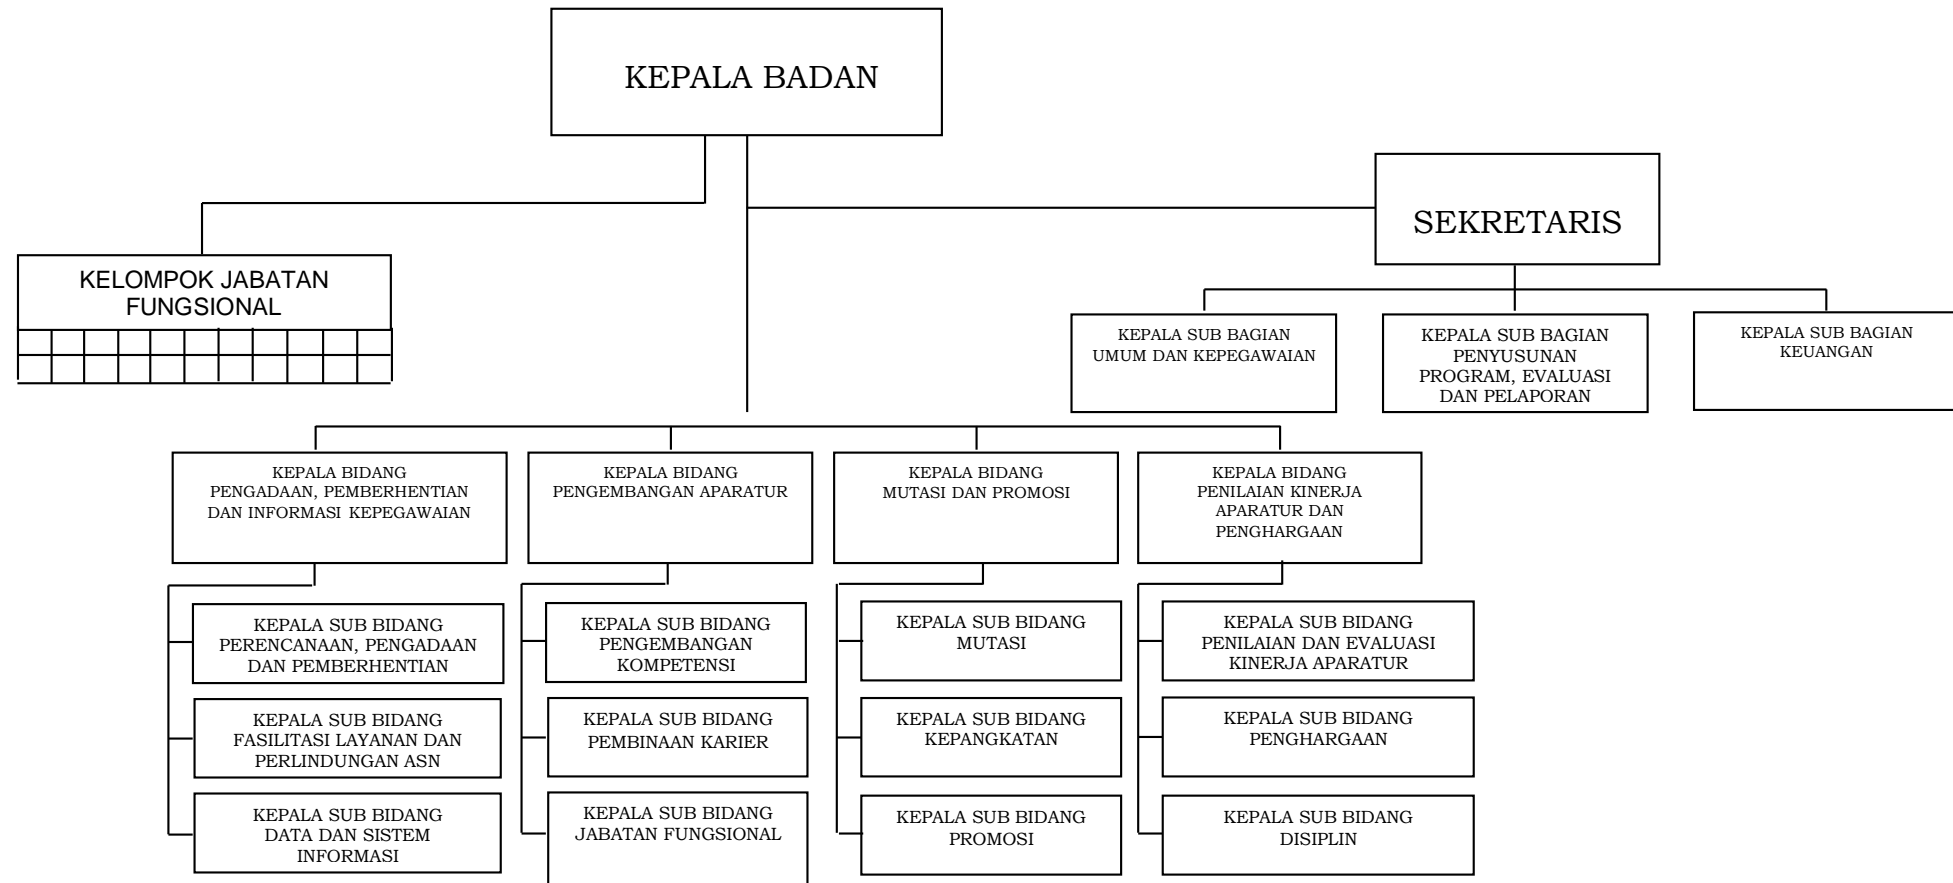 KEPALA BADAN
SEKRETARIS
KELOMPOK JABATAN
FUNGSIONAL
KEPALA SUB BAGIAN
UMUM DAN KEPEGAWAIAN
KEPALA SUB BAGIAN
PENYUSUNAN
PROGRAM, EVALUASI
DAN PELAPORAN
KEPALA SUB BAGIAN
KEUANGAN
KEPALA BIDANG
PENGADAAN, PEMBERHENTIAN
DAN INFORMASI KEPEGAWAIAN
KEPALA BIDANG
PENGEMBANGAN APARATUR
KEPALA BIDANG
MUTASI DAN PROMOSI
KEPALA BIDANG
PENILAIAN KINERJA
APARATUR DAN
PENGHARGAAN
KEPALA SUB BIDANG
PERENCANAAN, PENGADAAN
DAN PEMBERHENTIAN
KEPALA SUB BIDANG
PENGEMBANGAN
KOMPETENSI
KEPALA SUB BIDANG
MUTASI
KEPALA SUB BIDANG
PENILAIAN DAN EVALUASI
KINERJA APARATUR
KEPALA SUB BIDANG
FASILITASI LAYANAN DAN
PERLINDUNGAN ASN
KEPALA SUB BIDANG
PEMBINAAN KARIER
KEPALA SUB BIDANG
KEPANGKATAN
KEPALA SUB BIDANG
PENGHARGAAN
KEPALA SUB BIDANG
DATA DAN SISTEM
INFORMASI
KEPALA SUB BIDANG
JABATAN FUNGSIONAL
KEPALA SUB BIDANG
PROMOSI
KEPALA SUB BIDANG
DISIPLIN